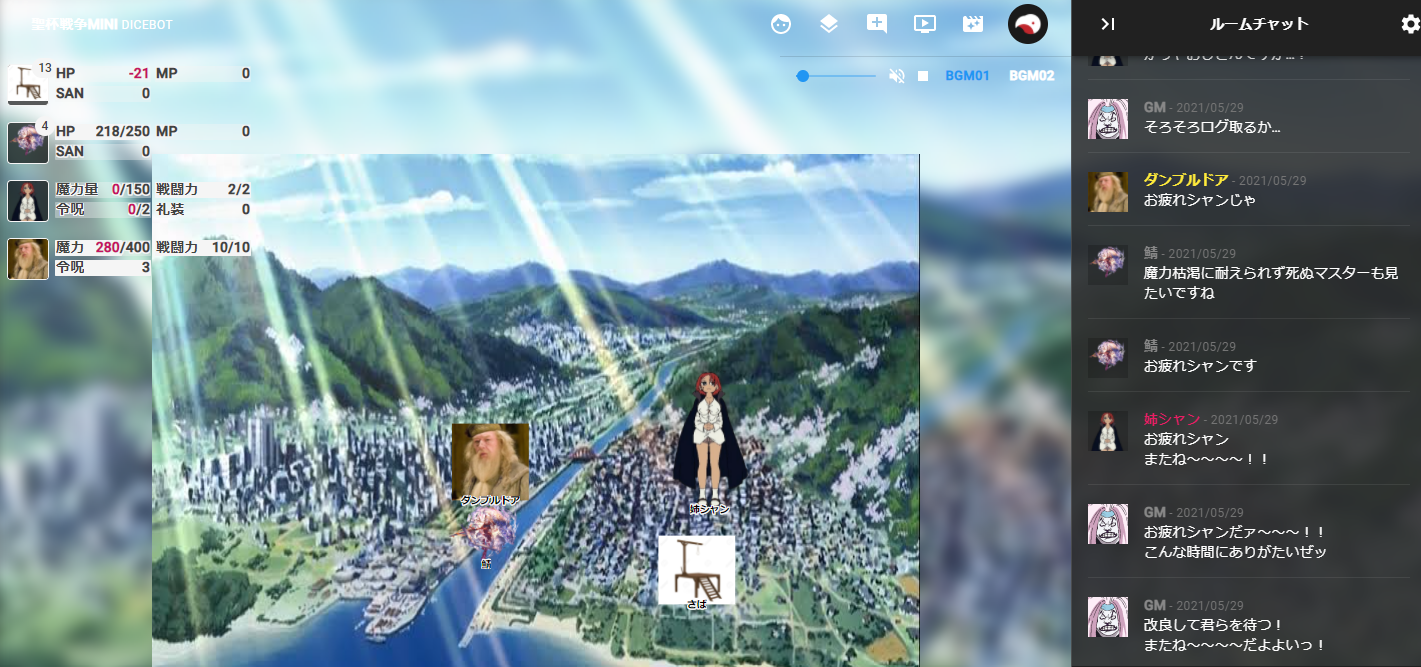 聖杯戦争MINI DICEBOT
13
HP -21 MP 0
SAN 0
4
HP 218/250 MP 0
SAN 0
魔力量 0/150 戦闘力 2/2
令呪 0/2 礼装 0
魔力 280/400 戦闘力 10/10
令呪 3
BGM01 BGM02
ダンブルドア
鯖
姉シャン
さば
ルームチャット
GM - 2021/05/29
そろそろログ取るか…
ダンブルドア - 2021/05/29
お疲れシャンじゃ
鯖 - 2021/05/29
魔力枯渇に耐えられず死ぬマスターも見
たいですね
鯖 - 2021/05/29
お疲れシャンです
姉シャン - 2021/05/29
お疲れシャン
またね～～～～！！
GM - 2021/05/29
お疲れシャンだァ～～～！！
こんな時間にありがたいぜッ
GM - 2021/05/29
改良して君らを待つ！
またね～～～～だよよいっ！